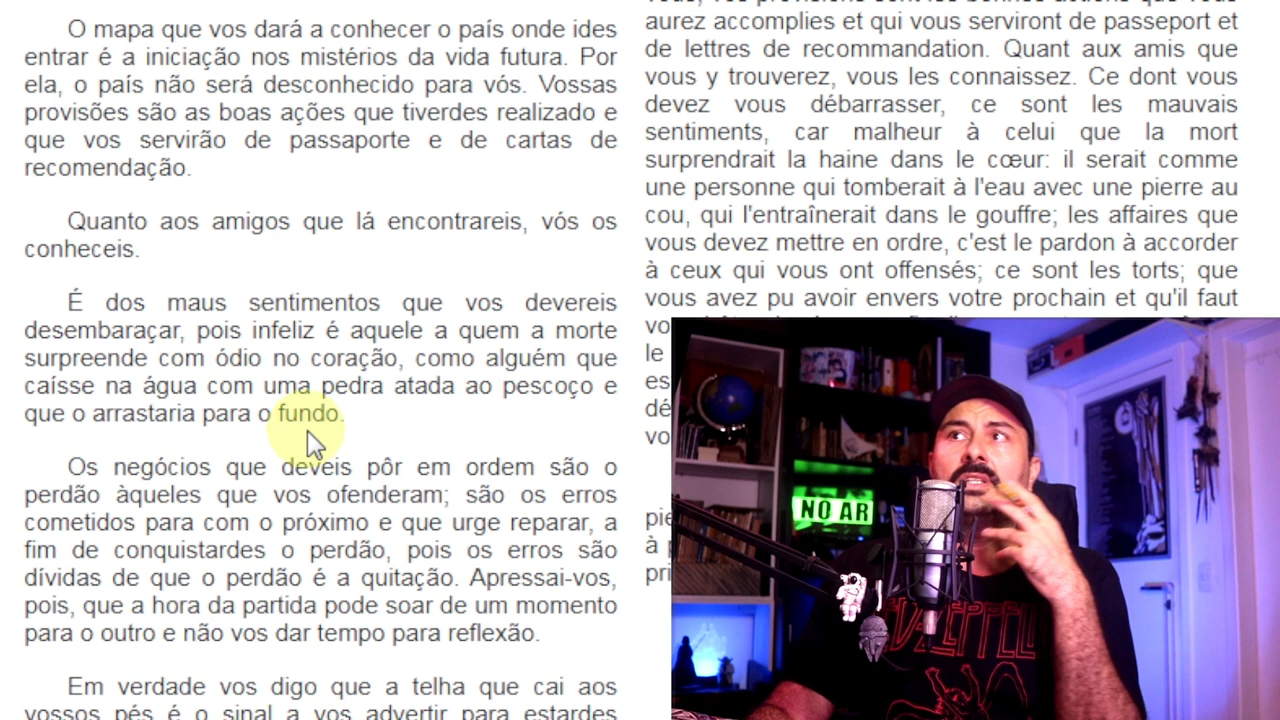 O mapa que vos dará a conhecer o país onde ides
entrar é a iniciação nos mistérios da vida futura. Por
ela, o país não será desconhecido para vós. Vossas
provisões são as boas ações que tiverdes realizado e
que vos servirão de passaporte e de cartas de
recomendação.
Quanto aos amigos que lá encontrareis, vós os
conheceis.
É dos maus sentimentos que vos devereis
desembaraçar, pois infeliz é aquele a quem a morte
surpreende com ódio no coração, como alguém que
caísse na água com uma pedra atada ao pescoço e
que o arrastaria para o fundo.
Os negócios que deveis pôr em ordem são o
perdão àqueles que vos ofenderam; são os erros
cometidos para com o próximo e que urge reparar, a
fim de conquistardes o perdão, pois os erros são
dívidas de que o perdão é a quitação. Apressai-vos,
pois, que a hora da partida pode soar de um momento
para o outro e não vos dar tempo para reflexão.
Em verdade vos digo que a telha que cai aos
vossos pés é o sinal a vos advertir para estardes
aurez accomplies et qui vous serviront de passeport et
de lettres de recommandation. Quant aux amis que
vous y trouverez, vous les connaissez. Ce dont vous
devez vous débarrasser, ce sont les mauvais
sentiments, car malheur à celui que la mort
surprendrait la haine dans le cœur: il serait comme
une personne qui tomberait à l'eau avec une pierre au
cou, qui l'entraînerait dans le gouffre; les affaires que
vous devez mettre en ordre, c'est le pardon à accorder
à ceux qui vous ont offensés; ce sont les torts; que
vous avez pu avoir envers votre prochain et qu'il faut
le
NO AR
LED ZEPPELIN